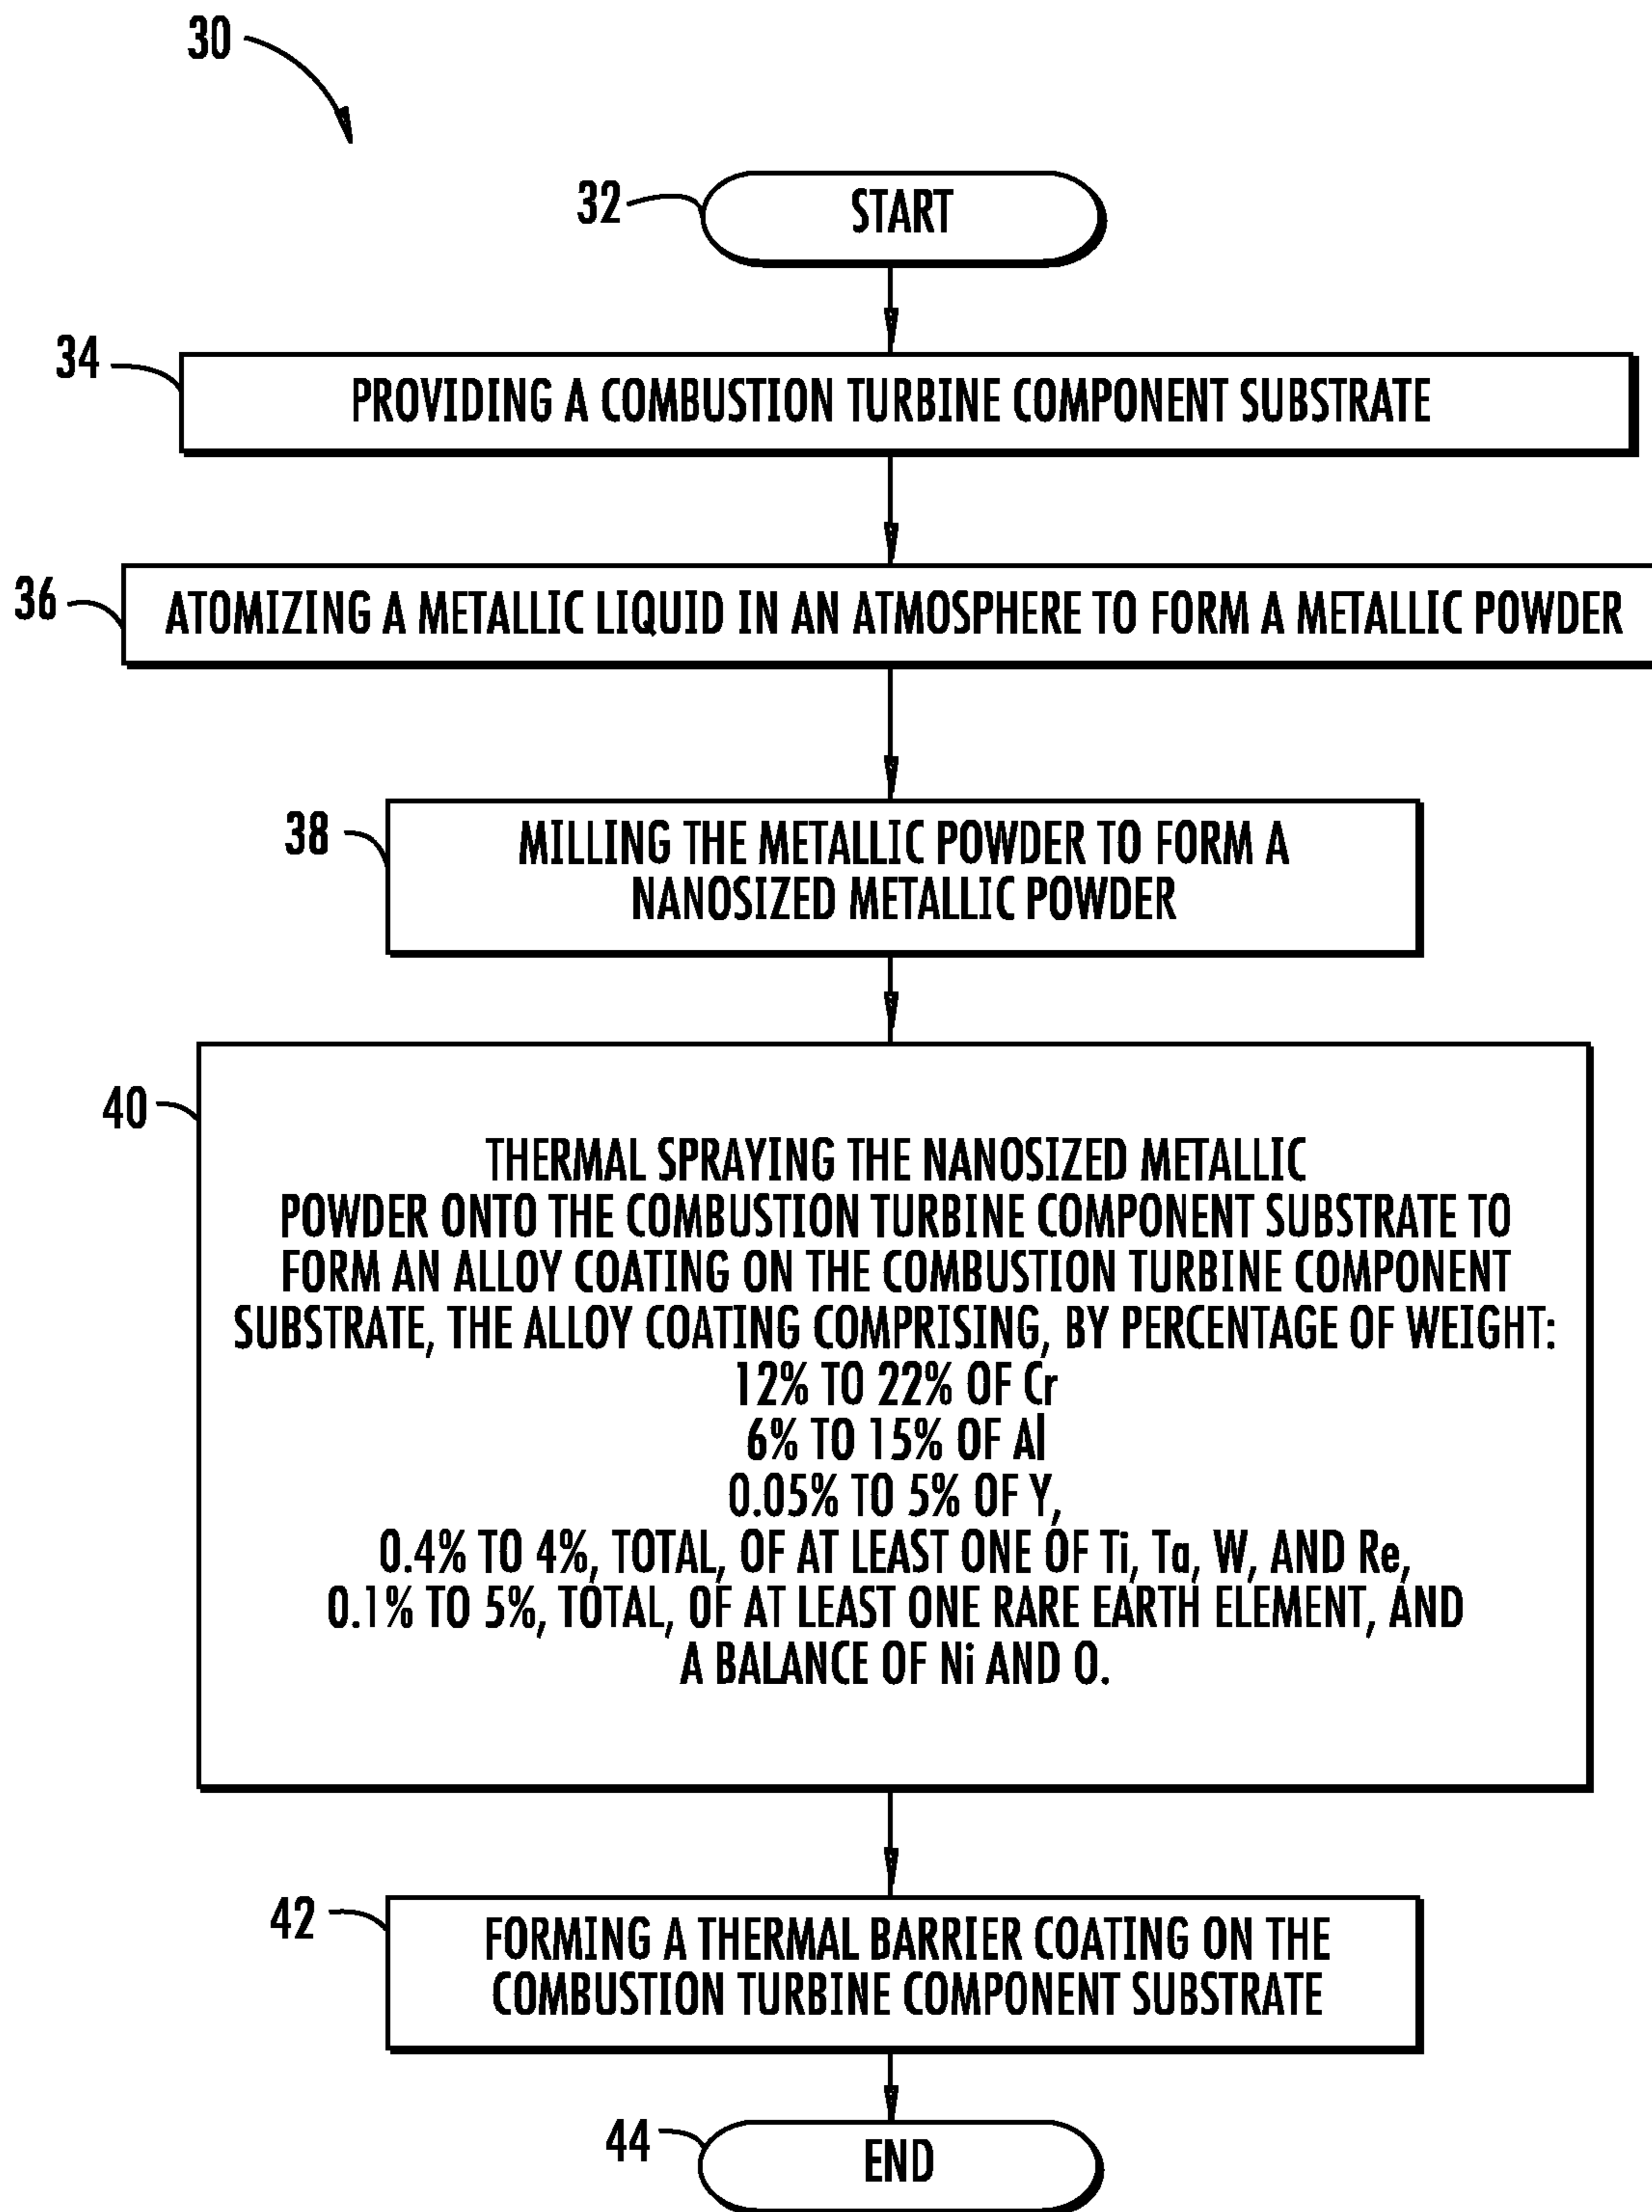 30
32
START
34
PROVIDING A COMBUSTION TURBINE COMPONENT SUBSTRATE
36
ATOMIZING A METALLIC LIQUID IN AN ATMOSPHERE TO FORM A METALLIC POWDER
38
MILLING THE METALLIC POWDER TO FORM A
NANOSIZED METALLIC POWDER
40
THERMAL SPRAYING THE NANOSIZED METALLIC
POWDER ONTO THE COMBUSTION TURBINE COMPONENT SUBSTRATE TO
FORM AN ALLOY COATING ON THE COMBUSTION TURBINE COMPONENT
SUBSTRATE, THE ALLOY COATING COMPRISING, BY PERCENTAGE OF WEIGHT:
12% TO 22% OF Cr
6% TO 15% OF Al
0.05% TO 5% OF Y,
0.4% TO 4%, TOTAL, OF AT LEAST ONE OF Ti, Ta, W, AND Re,
0.1% TO 5%, TOTAL, OF AT LEAST ONE RARE EARTH ELEMENT, AND
A BALANCE OF Ni AND O.
42
FORMING A THERMAL BARRIER COATING ON THE
COMBUSTION TURBINE COMPONENT SUBSTRATE
44
END